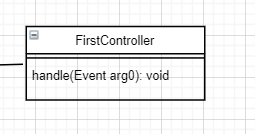 FirstController
handle(Event arg0): void